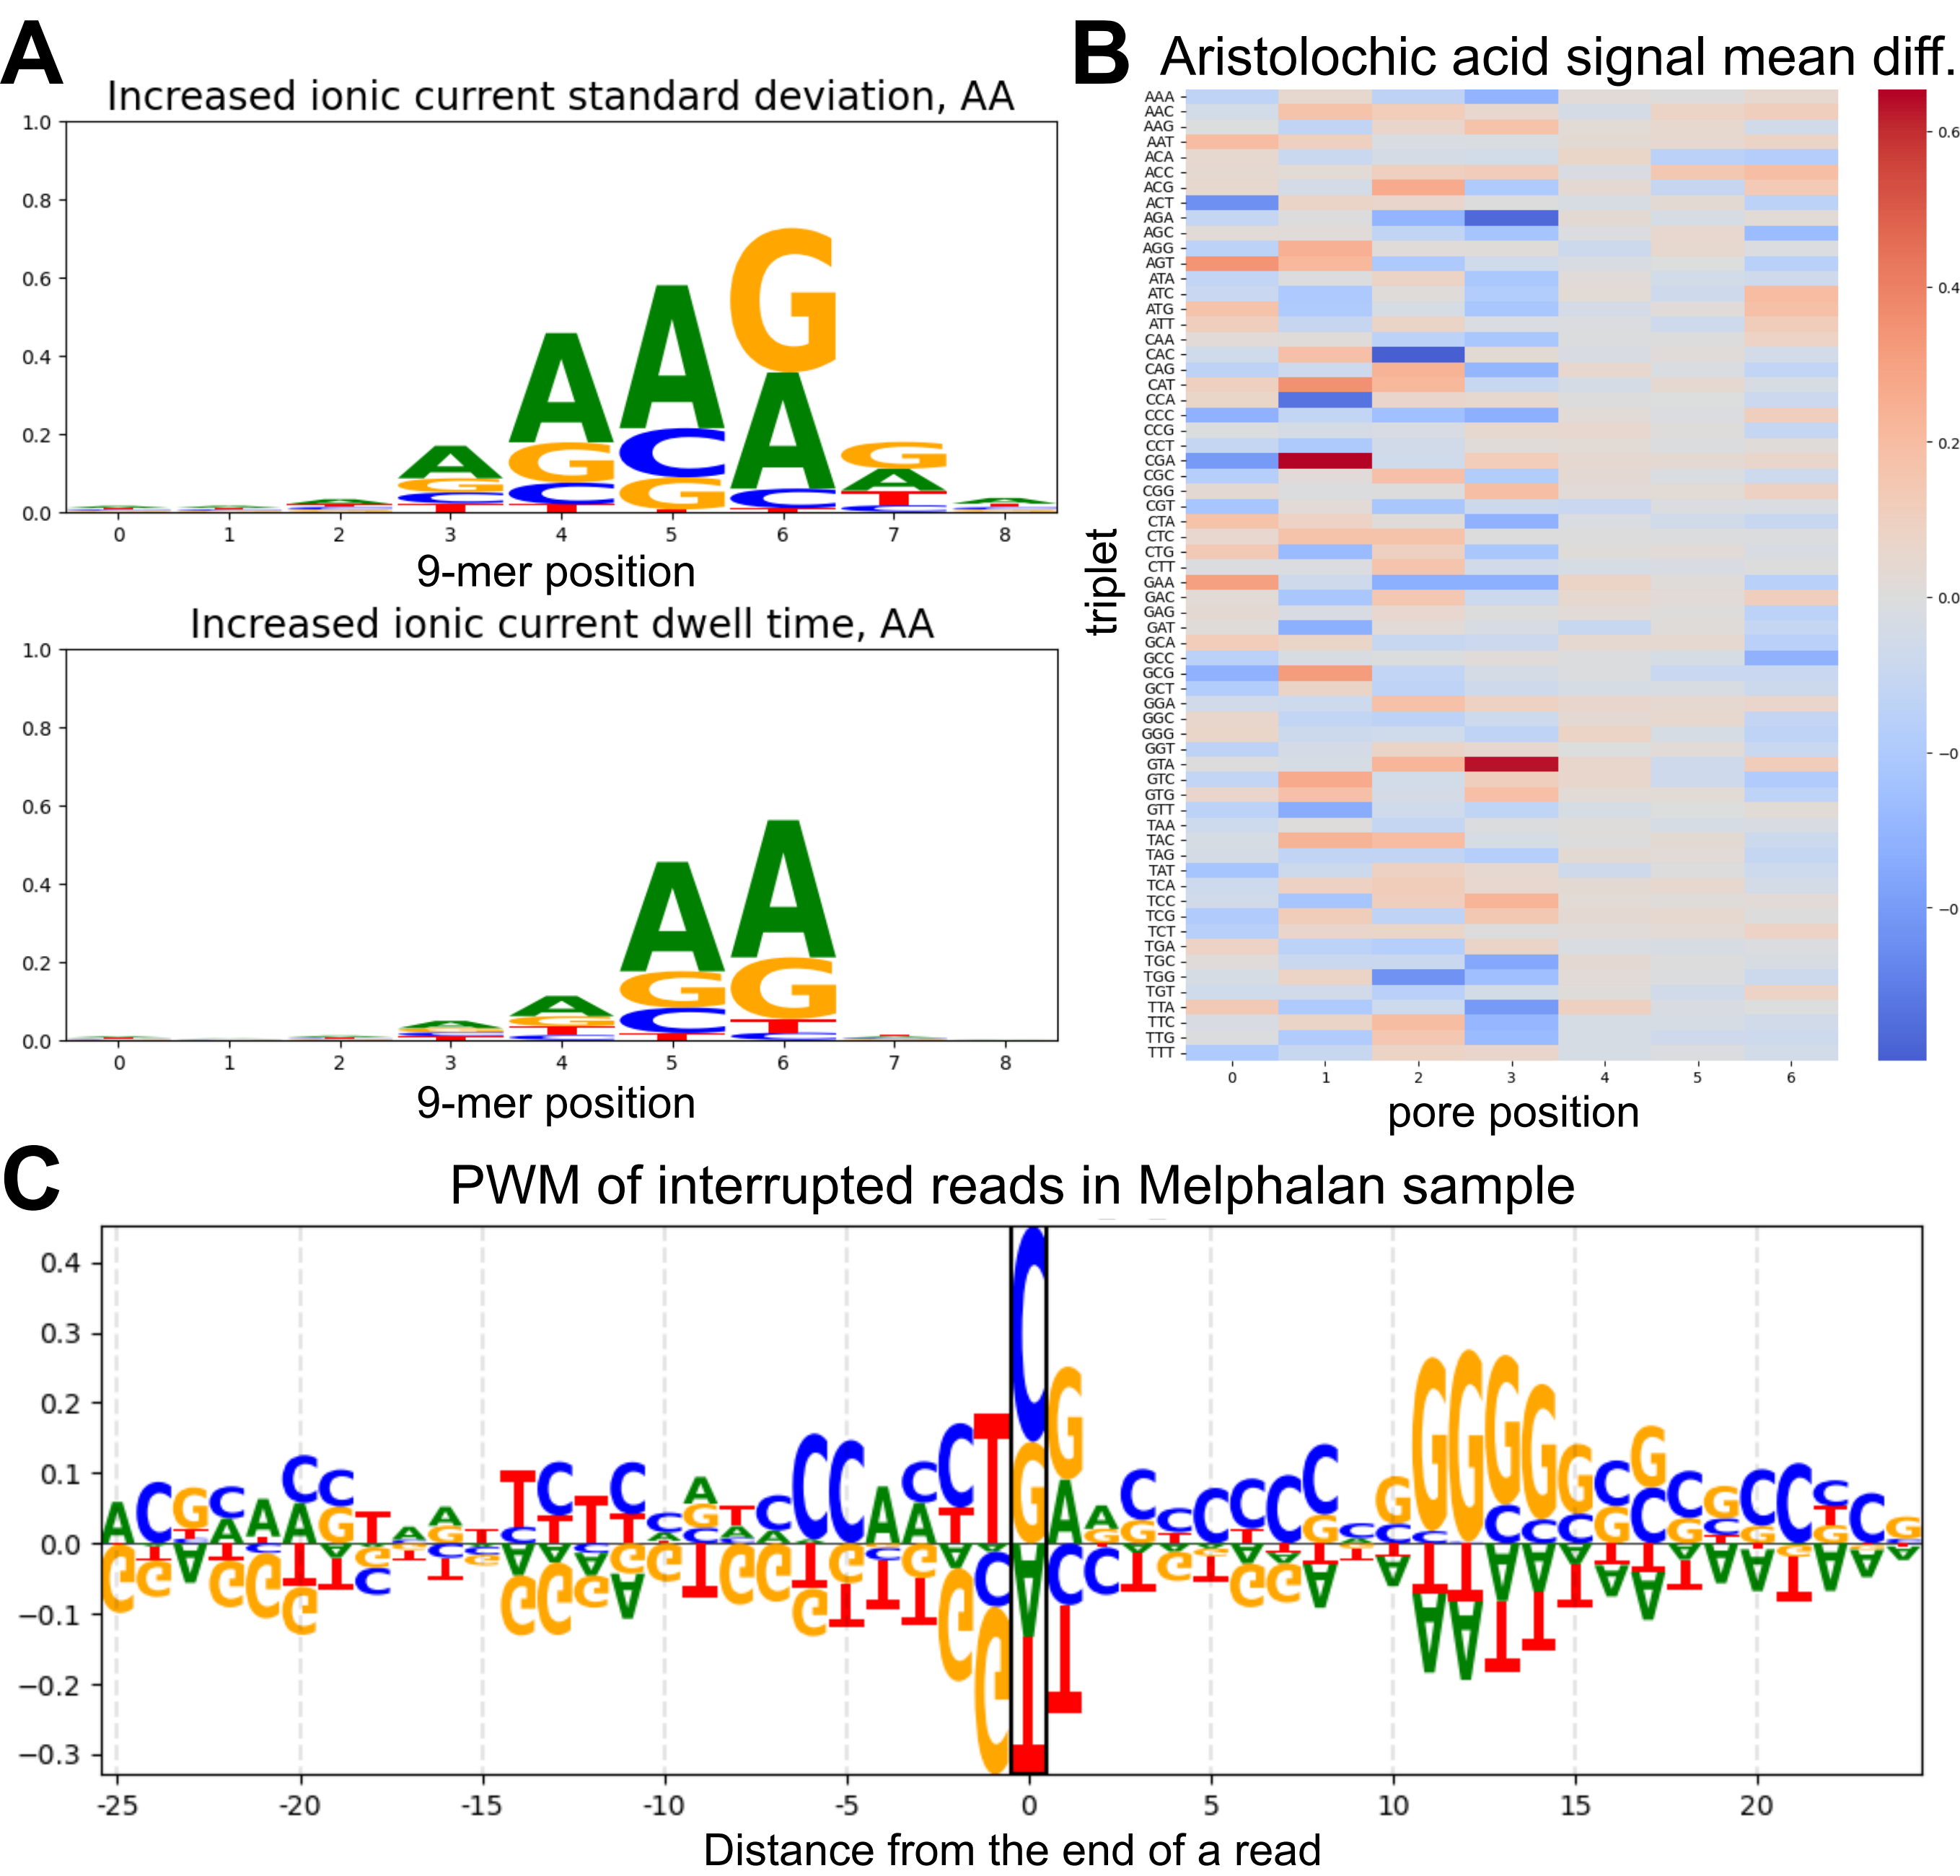 A
Increased ionic current standard deviation, AA
1.0
0.8
0.6
0.4
0.2
0.0
0 1 2 3 4 5 6 7 8
9-mer position
Increased ionic current dwell time, AA
1.0
0.8
0.6
0.4
0.2
0.0
0 1 2 3 4 5 6 7 8
9-mer position
B
Aristolochic acid signal mean diff.
triplet
AAA
AAC
AAG
AAT
ACA
ACC
ACG
ACT
AGA
AGC
AGG
AGT
ATA
ATC
ATG
ATT
CAA
CAC
CAG
CAT
CCA
CCC
CCG
CCT
CGA
CGC
CGG
CGT
CTA
CTC
CTG
CTT
GAA
GAC
GAG
GAT
GCA
GCC
GCG
GCT
GGA
GGC
GGG
GGT
GTA
GTC
GTG
GTT
TAA
TAC
TAG
TAT
TCA
TCC
TCG
TCT
TGA
TGC
TGG
TGT
TTA
TTC
TTG
TTT
0 1 2 3 4 5 6
pore position
0.6
0.4
0.2
0.0
−0
−0
C
PWM of interrupted reads in Melphalan sample
0.4
0.3
0.2
0.1
0.0
−0.1
−0.2
−0.3
-25 -20 -15 -10 -5 0 5 10 15 20
Distance from the end of a read